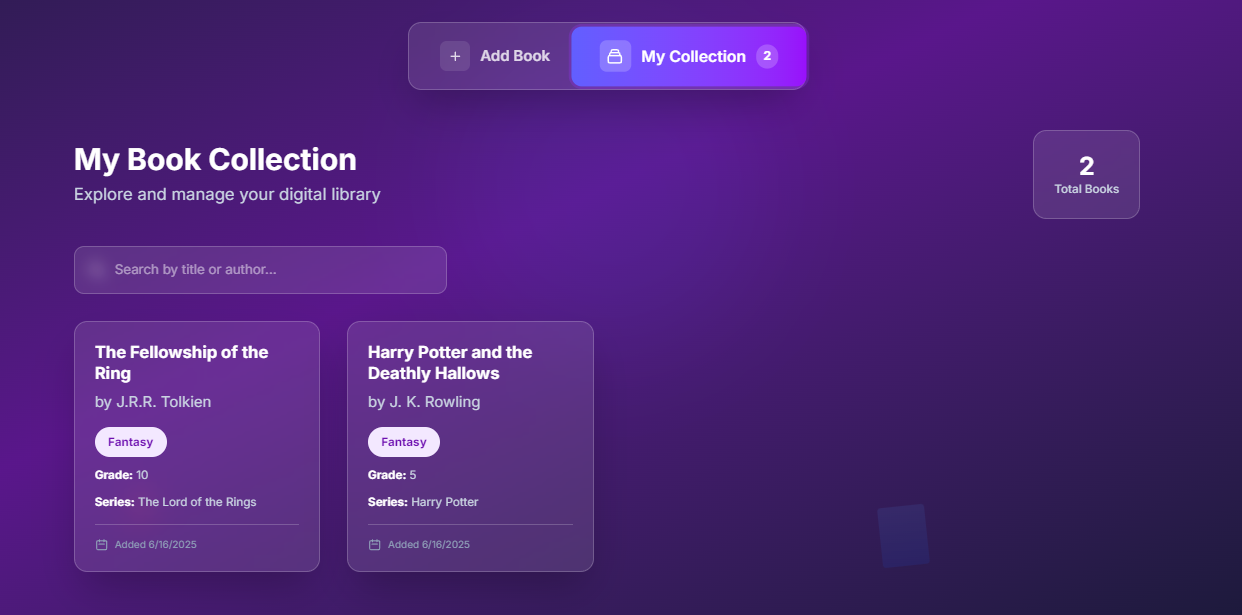 + Add Book
My Collection 2
My Book Collection
Explore and manage your digital library
2
Total Books
Search by title or author...
The Fellowship of the
Ring
by J.R.R. Tolkien
Fantasy
Grade: 10
Series: The Lord of the Rings
Added 6/16/2025
Harry Potter and the
Deathly Hallows
by J. K. Rowling
Fantasy
Grade: 5
Series: Harry Potter
Added 6/16/2025